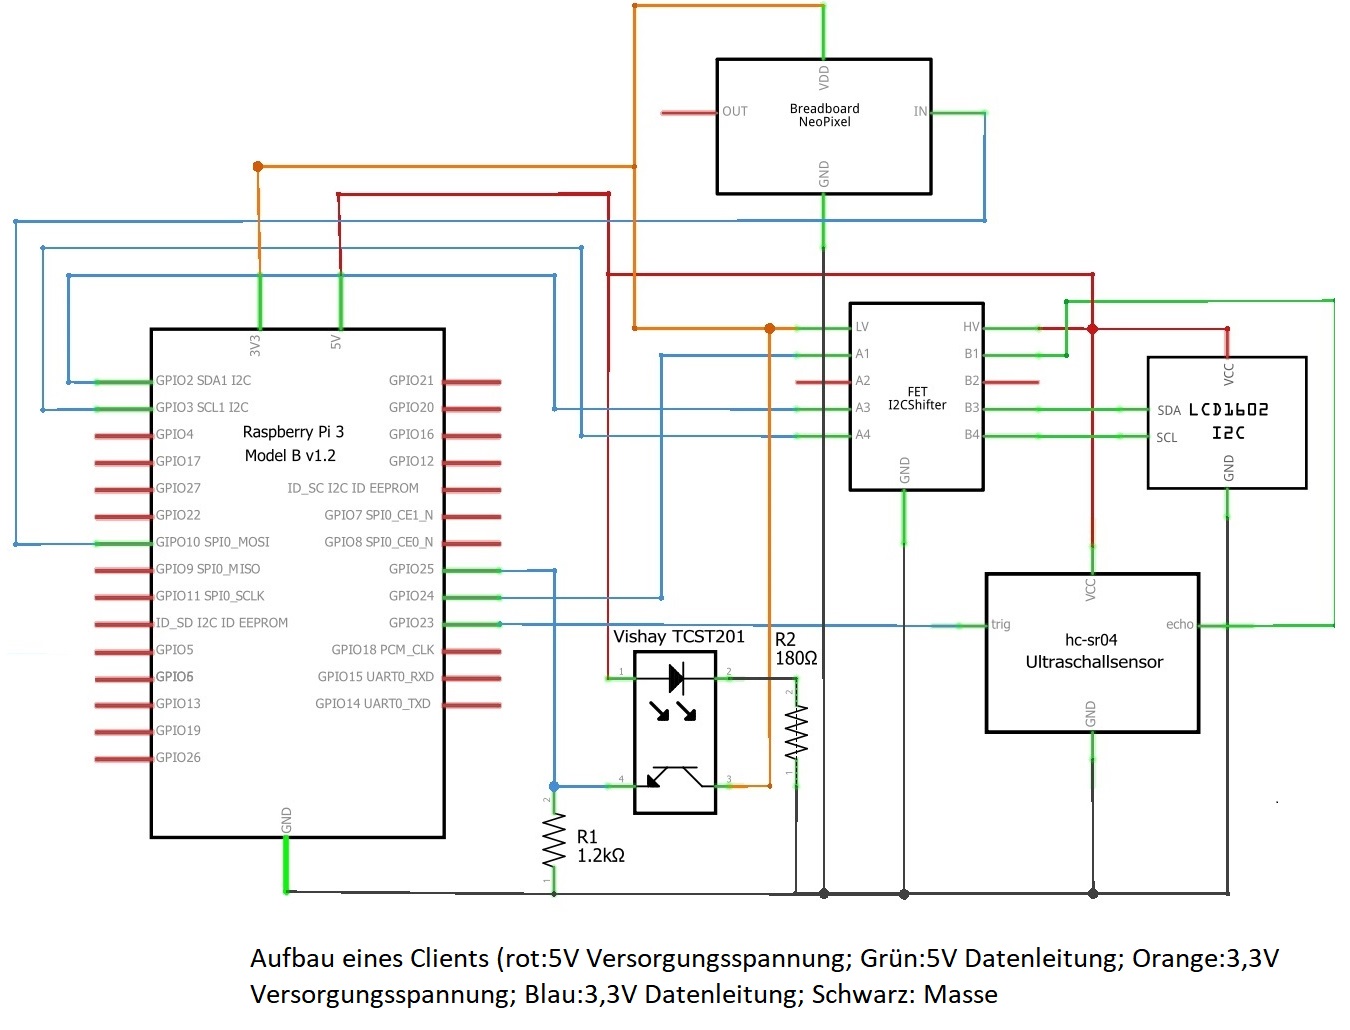 VDD
OUT
Breadboard
NeoPixel
IN
GND
3V3
5V
GPIO2 SDA1 I2C
GPIO3 SCL1 I2C
GPIO4
GPIO17
GPIO27
GPIO22
GIPO10 SPI0_MOSI
GPIO9 SPI0_MISO
GPIO11 SPI0_SCLK
ID_SD I2C ID EEPROM
GPIO5
GPIO6
GPIO13
GPIO19
GPIO26
Raspberry Pi 3
Model B v1.2
GPIO21
GPIO20
GPIO16
GPIO12
ID_SC I2C ID EEPROM
GPIO7 SPI0_CE1_N
GPIO8 SPI0_CE0_N
GPIO25
GPIO24
GPIO23
GPIO18 PCM_CLK
GPIO15 UART0_RXD
GPIO14 UART0_TXD
GND
LV
A1
A2
A3
A4
FET
I2CShifter
HV
B1
B2
B3
B4
GND
VCC
SDA
SCL
LCD1602
I2C
GND
Vishay TCST201
1
2
4
3
R2
180Ω
2
1
2
R1
1.2kΩ
1
VCC
trig
echo
hc-sr04
Ultraschallsensor
GND
Aufbau eines Clients (rot:5V Versorgungsspannung; Grün:5V Datenleitung; Orange:3,3V
Versorgungsspannung; Blau:3,3V Datenleitung; Schwarz: Masse